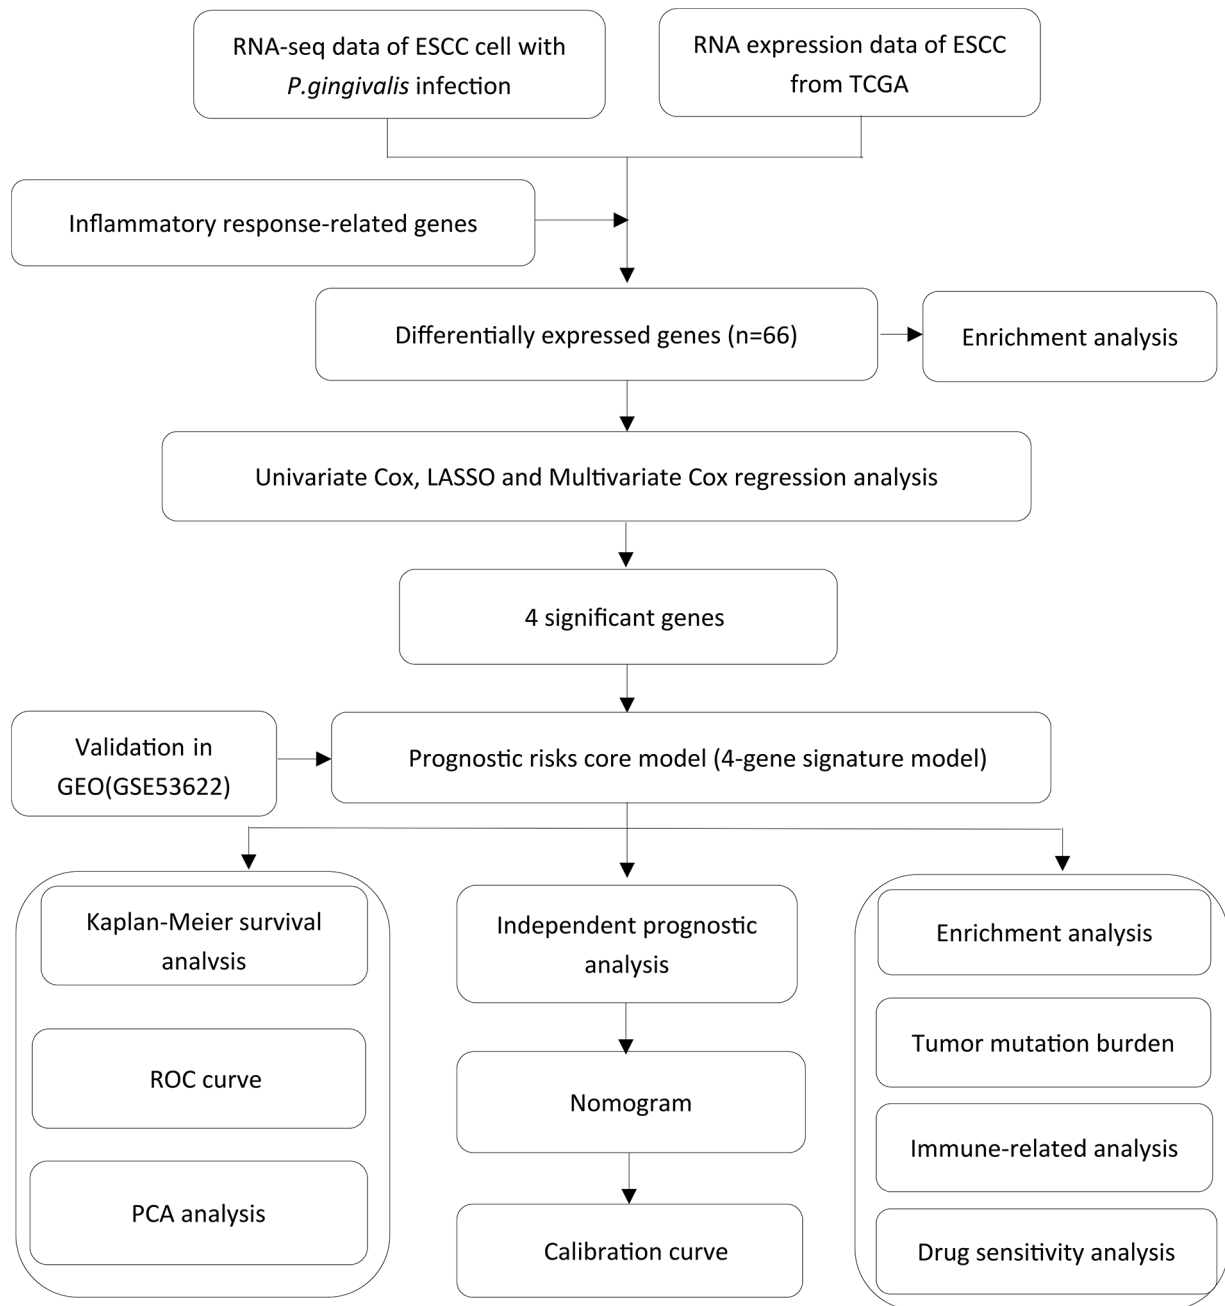 RNA-seq data of ESCC cell with
P.gingivalis infection
RNA expression data of ESCC
from TCGA
Inflammatory response-related genes
Differentially expressed genes (n=66)
Enrichment analysis
Univariate Cox, LASSO and Multivariate Cox regression analysis
4 significant genes
Validation in
GEO(GSE53622)
Prognostic risks core model (4-gene signature model)
Kaplan-Meier survival
analvsis
ROC curve
PCA analysis
Independent prognostic
analysis
Nomogram
Calibration curve
Enrichment analysis
Tumor mutation burden
Immune-related analysis
Drug sensitivity analysis